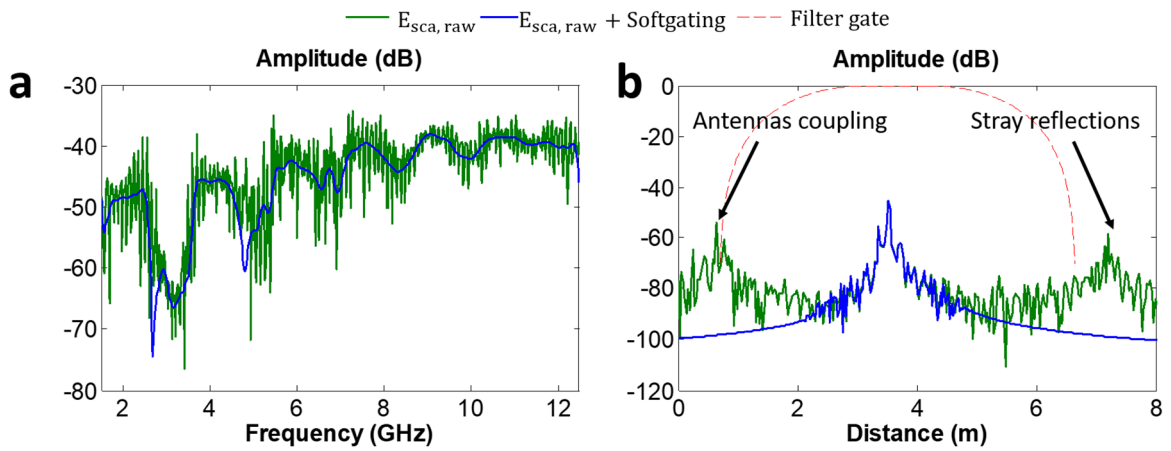 E_sca, raw E_sca, raw + Softgating Filter gate
a
Amplitude (dB)
-30
-40
-50
-60
-70
-80
2 4 6 8 10 12
Frequency (GHz)
b
Amplitude (dB)
0
-20
-40
-60
-80
-100
-120
Antennas coupling
Stray reflections
0 2 4 6 8
Distance (m)